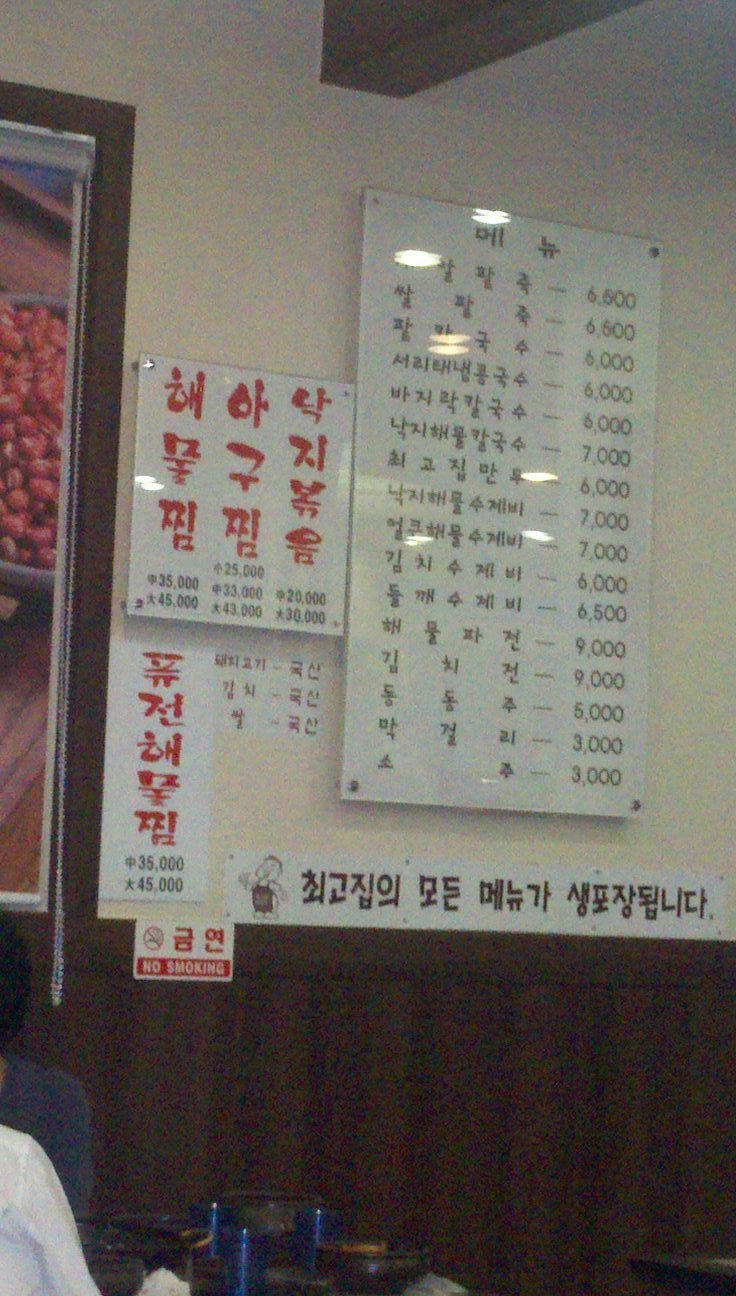 메 뉴
찰 팥 죽 — 6,500
쌀 팥 죽 — 6,500
팥 칼 국 수 — 6,000
서리태냉콩국수 — 6,000
바지락칼국수 — 6,000
낙지해물칼국수 — 7,000
최고집만두 — 6,000
낙지해물수제비 — 7,000
얼큰해물수제비 — 7,000
김치수제비 — 6,000
들깨수제비 — 6,500
해물파전 — 9,000
김 치 전 — 9,000
동 동 주 — 5,000
막 걸 리 — 3,000
소 주 — 3,000
해물찜
中35,000
大45,000
아구찜
小25,000
中33,000
大43,000
낙지볶음
中20,000
大30,000
돼지고기 - 국산
김 치 - 국산
쌀 - 국산
퓨전해물찜
中35,000
大45,000
최고집의 모든 메뉴가 생포장됩니다.
금연
NO SMOKING